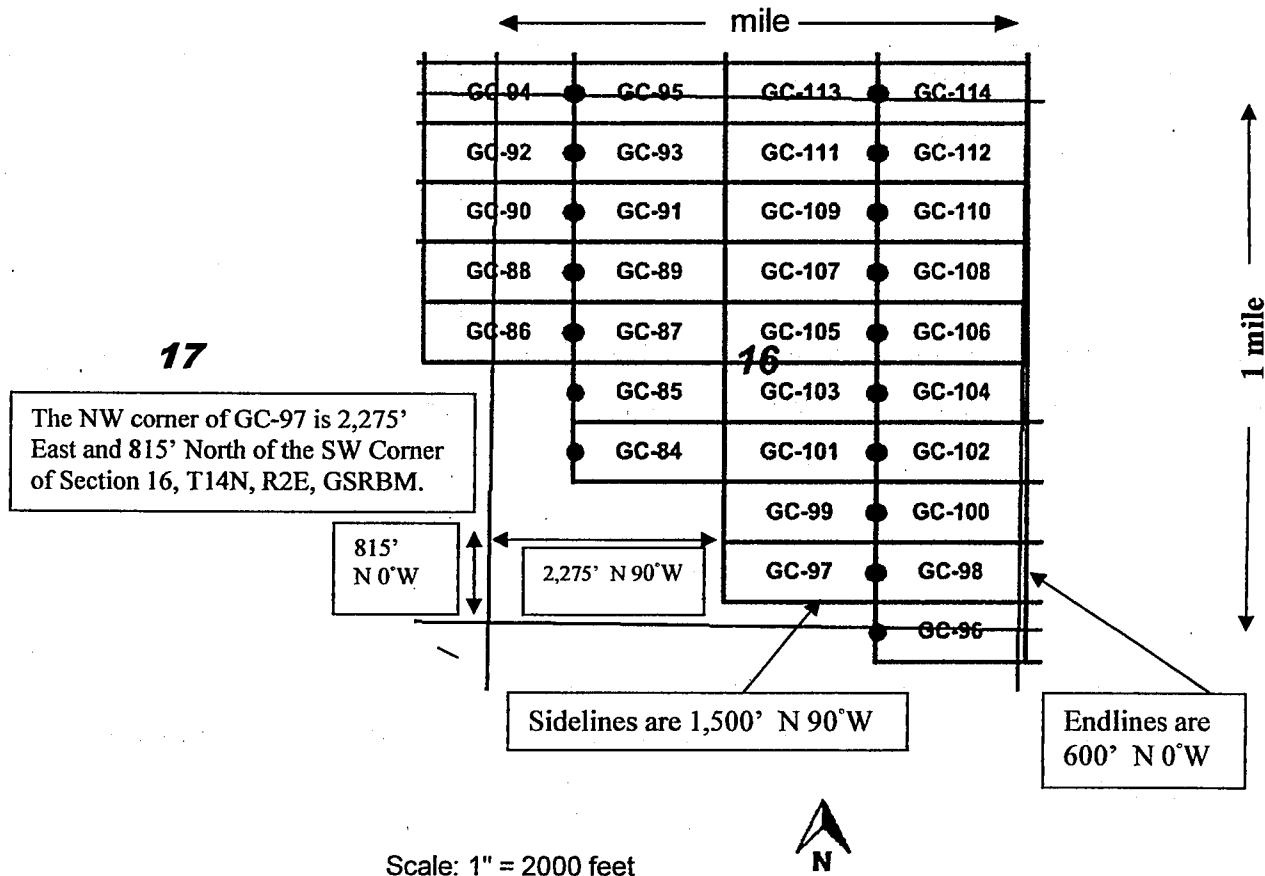 mile
GC-94 GC-95 GC-113 GC-114
GC-92 GC-93 GC-111 GC-112
GC-90 GC-91 GC-109 GC-110
GC-88 GC-89 GC-107 GC-108
GC-86 GC-87 GC-105 GC-106
17
16
1 mile
GC-85 GC-103 GC-104
GC-84 GC-101 GC-102
GC-99 GC-100
GC-97 GC-98
GC-96
The NW corner of GC-97 is 2,275’
East and 815’ North of the SW Corner
of Section 16, T14N, R2E, GSRBM.
815’
N 0°W
2,275’ N 90°W
Sidelines are 1,500’ N 90°W
Endlines are
600’ N 0°W
Scale: 1" = 2000 feet
N